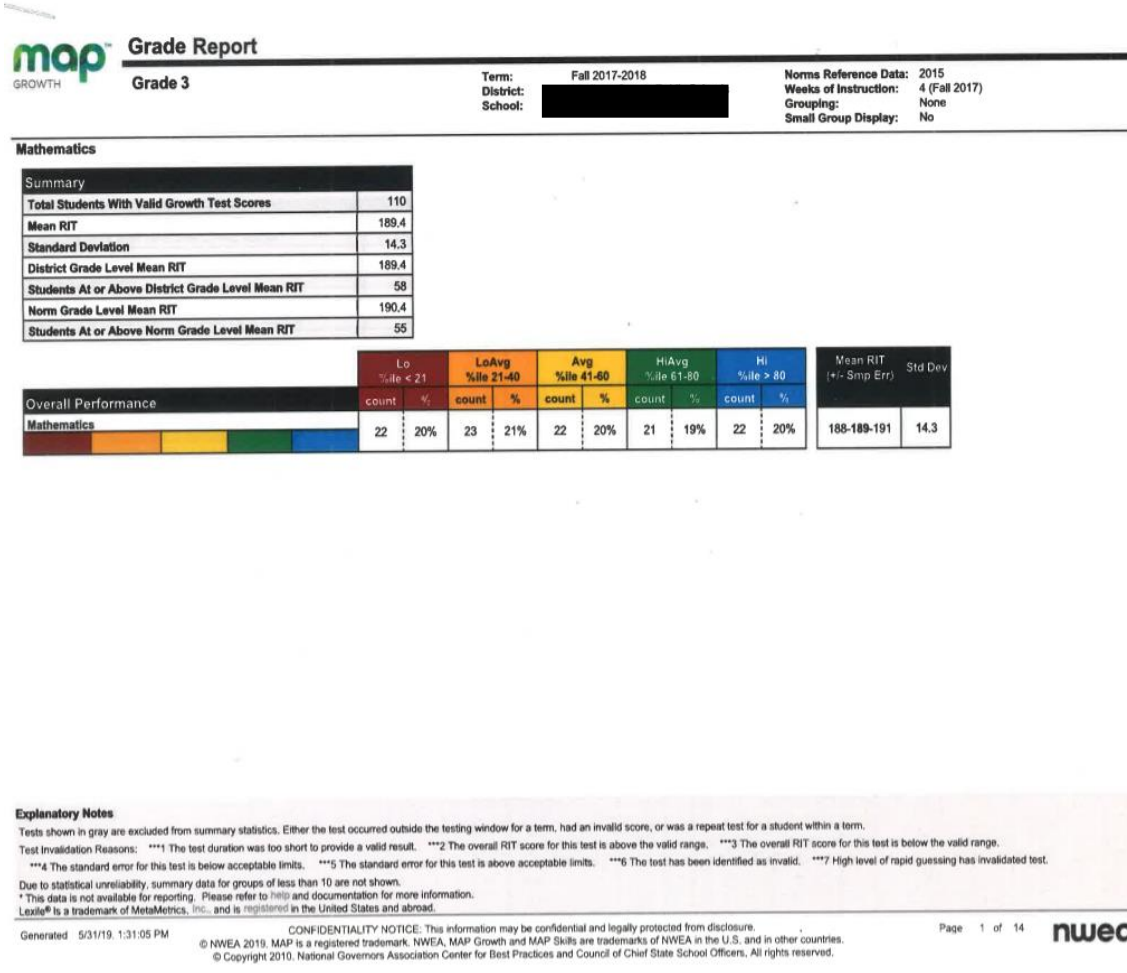 map™ Grade Report
GROWTH Grade 3
Term: Fall 2017-2018
District:
School:
Norms Reference Data: 2015
Weeks of Instruction: 4 (Fall 2017)
Grouping: None
Small Group Display: No
Mathematics
Summary
Total Students With Valid Growth Test Scores 110
Mean RIT 189.4
Standard Deviation 14.3
District Grade Level Mean RIT 189.4
Students At or Above District Grade Level Mean RIT 58
Norm Grade Level Mean RIT 190.4
Students At or Above Norm Grade Level Mean RIT 55
Lo LoAvg Avg HiAvg Hi Mean RIT Std Dev
%ile < 21 %ile 21-40 %ile 41-60 %ile 61-80 %ile > 80 (+/- Smp Err)
Overall Performance count % count % count % count % count %
Mathematics 22 20% 23 21% 22 20% 21 19% 22 20% 188-189-191 14.3
Explanatory Notes
Tests shown in gray are excluded from summary statistics. Either the test occurred outside the testing window for a term, had an invalid score, or was a repeat test for a student within a term.
Test Invalidation Reasons: ***1 The test duration was too short to provide a valid result. ***2 The overall RIT score for this test is above the valid range. ***3 The overall RIT score for this test is below the valid range.
***4 The standard error for this test is below acceptable limits. ***5 The standard error for this test is above acceptable limits. ***6 The test has been identified as invalid. ***7 High level of rapid guessing has invalidated test.
Due to statistical unreliability, summary data for groups of less than 10 are not shown.
* This data is not available for reporting. Please refer to help and documentation for more information.
Lexile® is a trademark of MetaMetrics, Inc., and is registered in the United States and abroad.
Generated 5/31/19, 1:31:05 PM
CONFIDENTIALITY NOTICE: This information may be confidential and legally protected from disclosure.
© NWEA 2019. MAP is a registered trademark. NWEA, MAP Growth and MAP Skills are trademarks of NWEA in the U.S. and in other countries.
© Copyright 2010. National Governors Association Center for Best Practices and Council of Chief State School Officers. All rights reserved.
Page 1 of 14
nwea